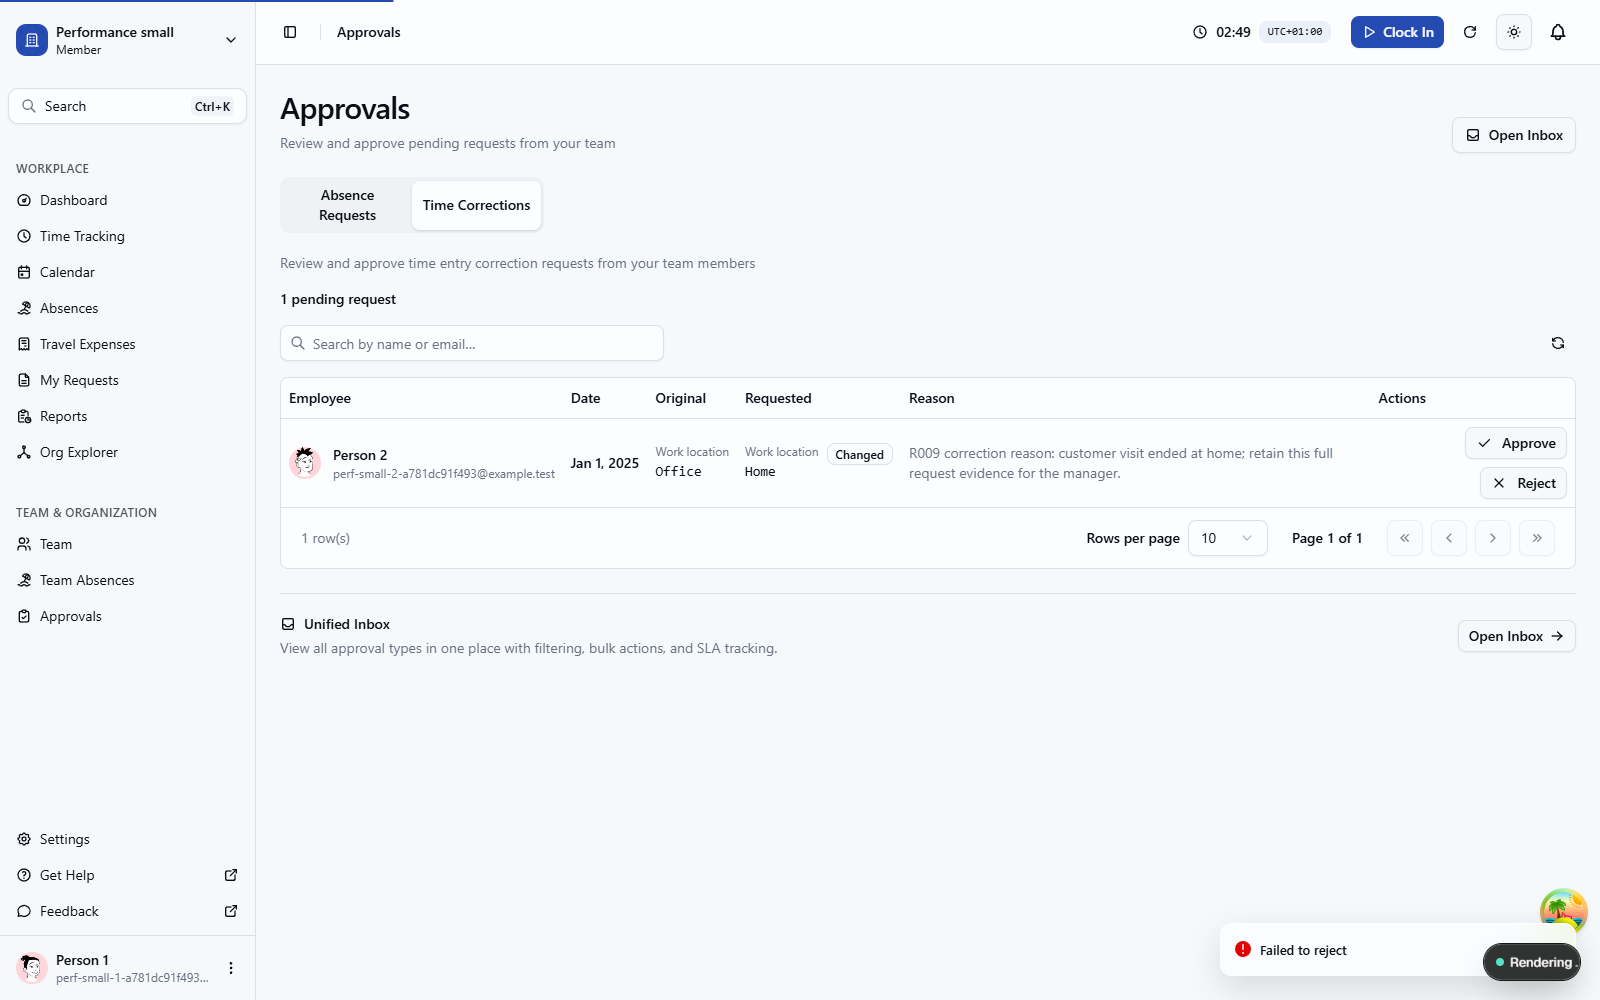 Performance small
Member
Search
Ctrl+K
WORKPLACE
Dashboard
Time Tracking
Calendar
Absences
Travel Expenses
My Requests
Reports
Org Explorer
TEAM & ORGANIZATION
Team
Team Absences
Approvals
Settings
Get Help
Feedback
Person 1
perf-small-1-a781dc91f493...
Approvals
02:49
UTC+01:00
Clock In
Approvals
Review and approve pending requests from your team
Open Inbox
Absence
Requests
Time Corrections
Review and approve time entry correction requests from your team members
1 pending request
Search by name or email...
Employee
Date
Original
Requested
Reason
Actions
Person 2
perf-small-2-a781dc91f493@example.test
Jan 1, 2025
Work location
Office
Work location
Home
Changed
R009 correction reason: customer visit ended at home; retain this full
request evidence for the manager.
Approve
Reject
1 row(s)
Rows per page
10
Page 1 of 1
Unified Inbox
View all approval types in one place with filtering, bulk actions, and SLA tracking.
Open Inbox
Failed to reject
Rendering